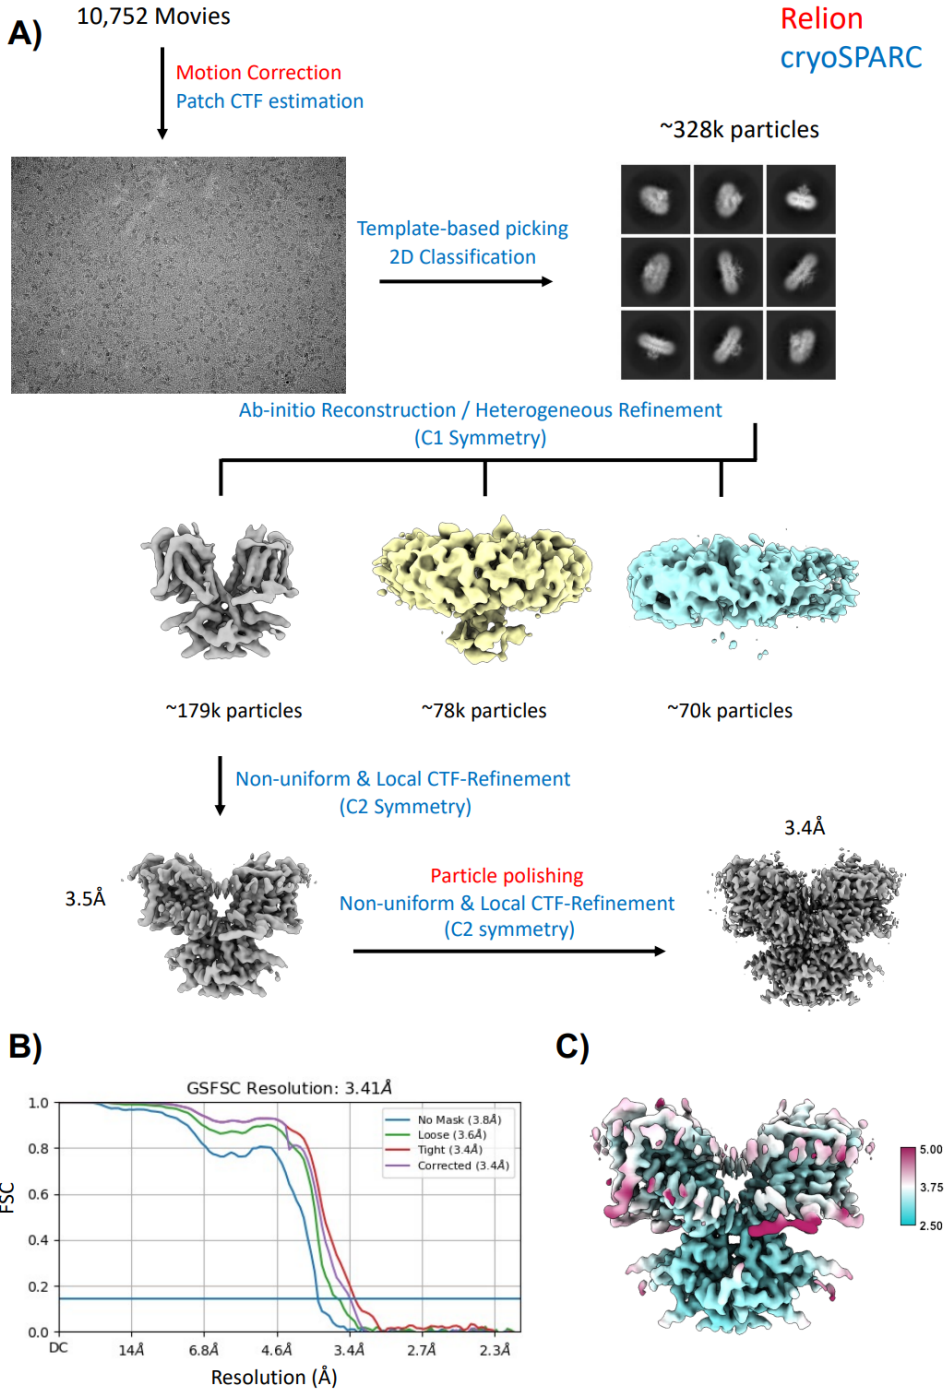 A)
10,752 Movies
Relion
cryoSPARC
Motion Correction
Patch CTF estimation
~328k particles
Template-based picking
2D Classification
Ab-initio Reconstruction / Heterogeneous Refinement
(C1 Symmetry)
~179k particles
~78k particles
~70k particles
Non-uniform & Local CTF-Refinement
(C2 Symmetry)
3.5Å
3.4Å
Particle polishing
Non-uniform & Local CTF-Refinement
(C2 symmetry)
B)
GSFSC Resolution: 3.41Å
No Mask (3.8Å)
Loose (3.6Å)
Tight (3.4Å)
Corrected (3.4Å)
1.0
0.8
0.6
0.4
0.2
0.0
FSC
DC
14Å
6.8Å
4.6Å
3.4Å
2.7Å
2.3Å
Resolution (Å)
C)
5.00
3.75
2.50